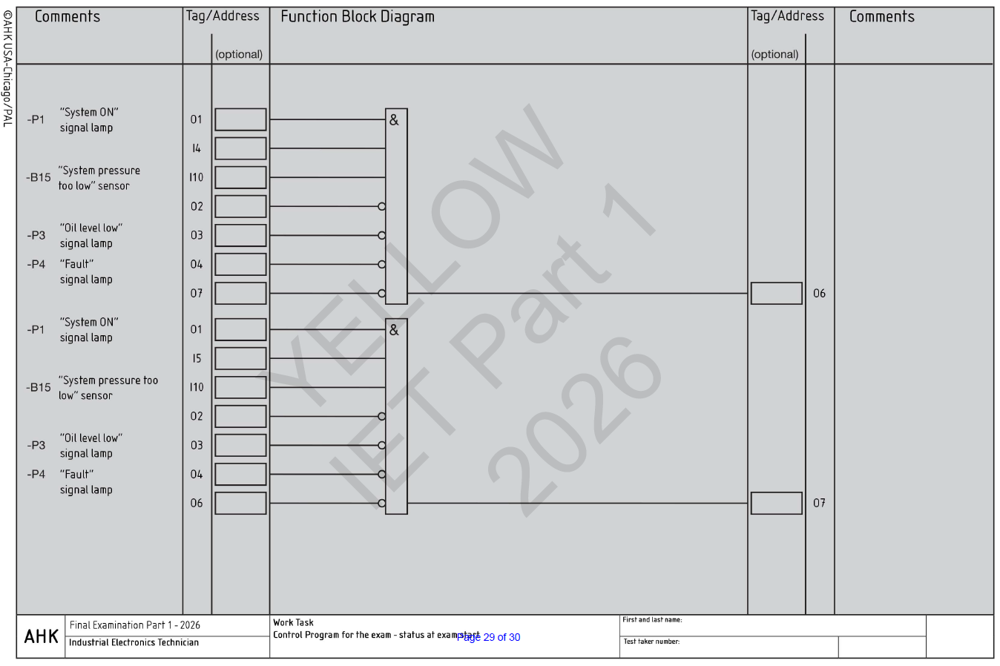 Comments
Tag/Address
Function Block Diagram
Tag/Address
Comments
(optional)
(optional)
©AHK USA-Chicago/PAL
-P1 "System ON" signal lamp O1 &
I4
-B15 "System pressure too low" sensor I10
O2
-P3 "Oil level low" signal lamp O3
-P4 "Fault" signal lamp O4
O7 O6
-P1 "System ON" signal lamp O1 &
I5
-B15 "System pressure too low" sensor I10
O2
-P3 "Oil level low" signal lamp O3
-P4 "Fault" signal lamp O4
O6 O7
YELLOW
IET Part 1
2026
AHK
Final Examination Part 1 - 2026
Industrial Electronics Technician
Work Task
Control Program for the exam - status at exam start
Page 29 of 30
First and last name:
Test taker number: